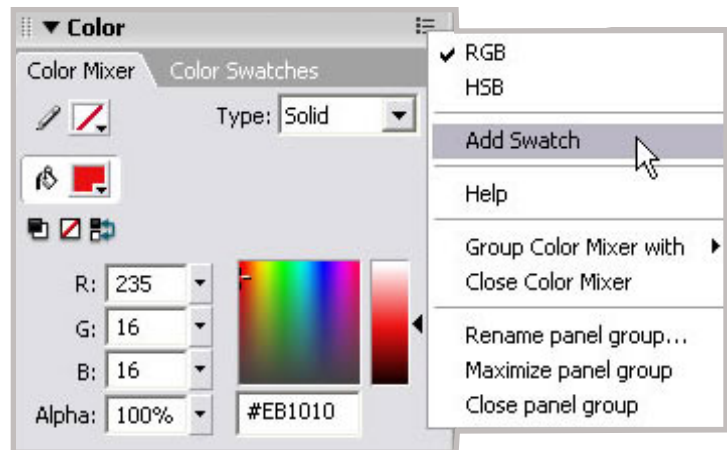 Color
Color Mixer
Color Swatches
Type: Solid
R: 235
G: 16
B: 16
Alpha: 100%
#EB1010
RGB
HSB
Add Swatch
Help
Group Color Mixer with
Close Color Mixer
Rename panel group...
Maximize panel group
Close panel group